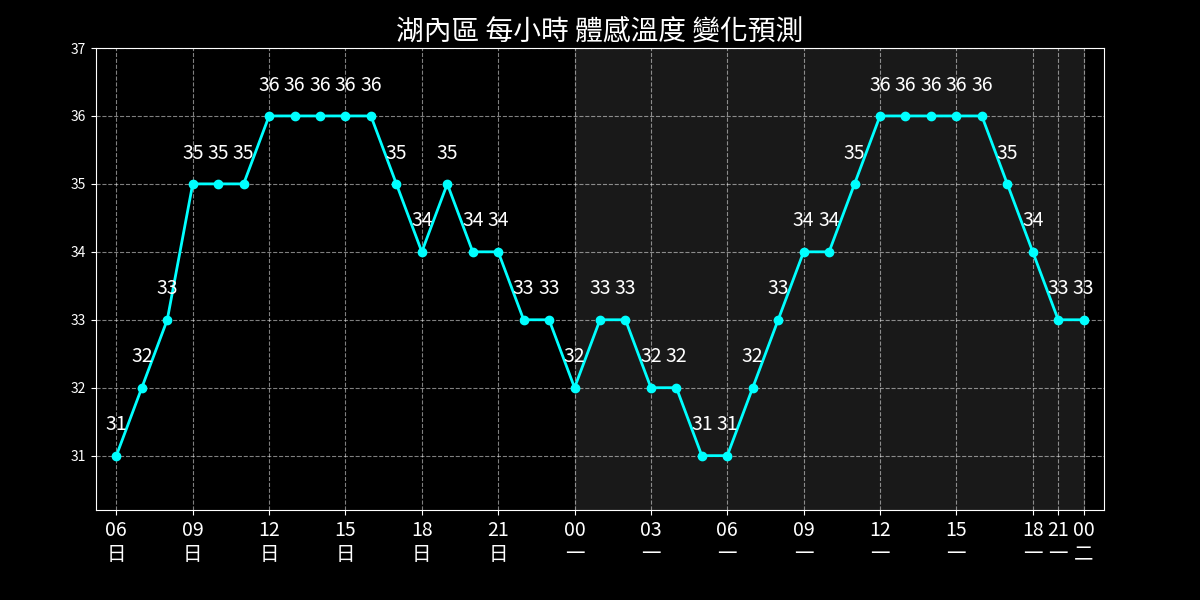 湖內區 每小時 體感溫度 變化預測
37
36 36 36 36 36 36 36 36 36 36
36
35 35 35 35 35 35 35
35
34 34 34 34 34 34
34
33 33 33 33 33 33 33 33
33
32 32 32 32 32
32
31 31 31
31
06 09 12 15 18 21 00 03 06 09 12 15 18 21 00
日 日 日 日 日 日 一 一 一 一 一 一 一 一 二